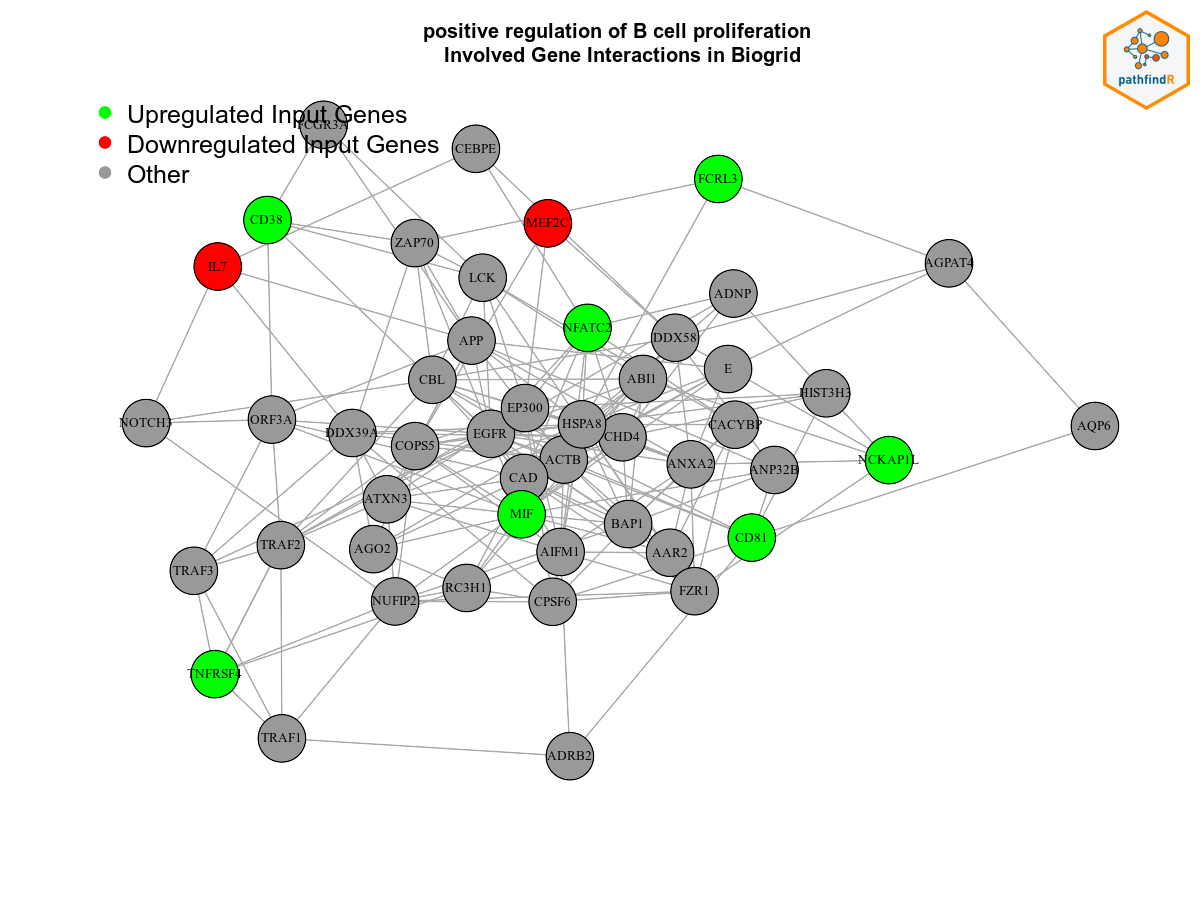 positive regulation of B cell proliferation
Involved Gene Interactions in Biogrid
pathfindR
Upregulated Input Genes
Downregulated Input Genes
Other
FCGR3A
CEBPE
FCRL3
CD38
MEF2C
ZAP70
IL7
AGPAT4
LCK
ADNP
NFATC2
DDX58
APP
E
CBL
ABI1
HIST3H3
EP300
NOTCH3
ORF3A
DDX39A
EGFR
HSPA8
CHD4
CACYBP
AQP6
COPS5
ACTB
ANXA2
ANP32B
NCKAP1L
CAD
ATXN3
MIF
BAP1
CD81
TRAF2
AGO2
AIFM1
AAR2
TRAF3
NUFIP2
RC3H1
CPSF6
FZR1
TNFRSF4
TRAF1
ADRB2